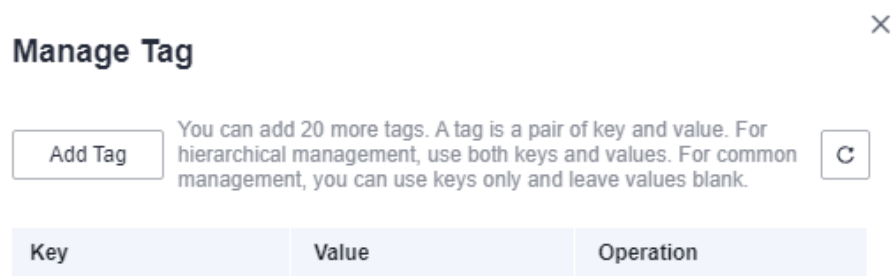 Manage Tag
Add Tag
You can add 20 more tags. A tag is a pair of key and value. For
hierarchical management, use both keys and values. For common
management, you can use keys only and leave values blank.
Key Value Operation